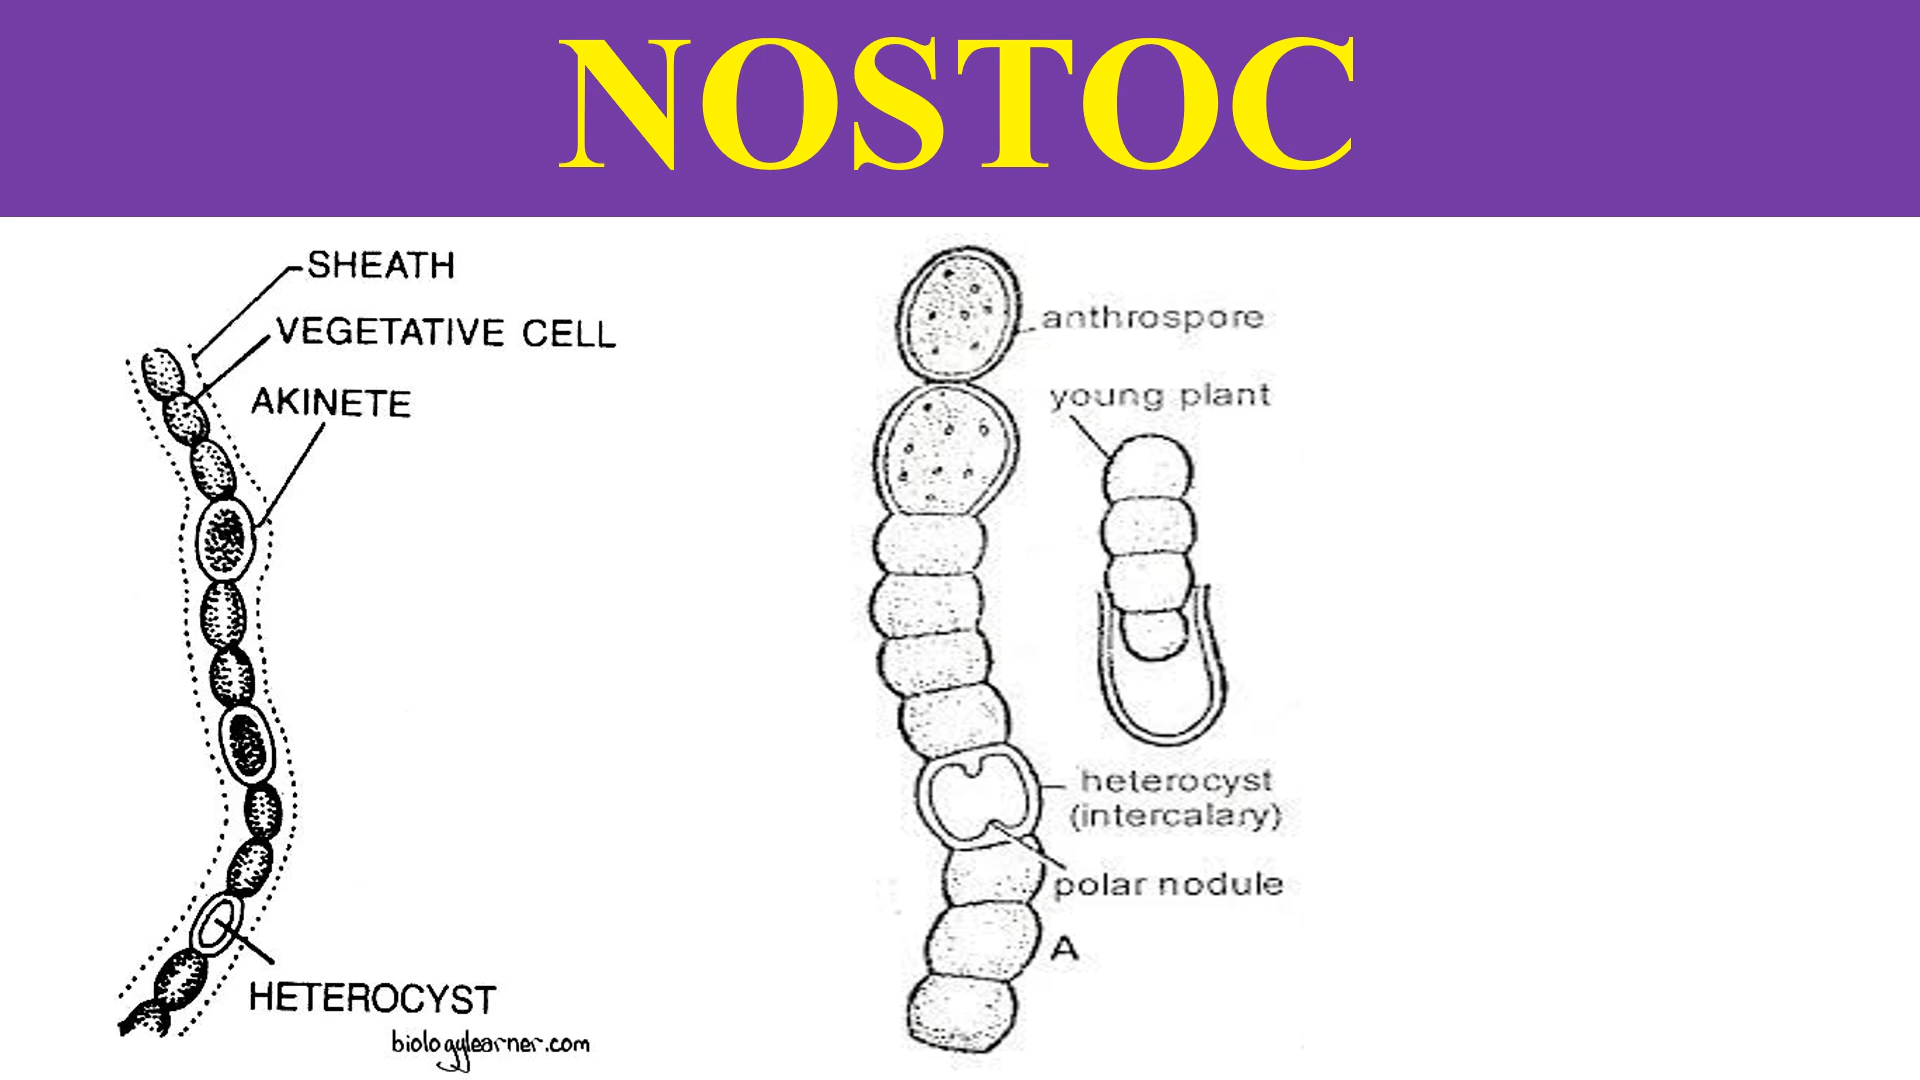 NOSTOC
SHEATH
VEGETATIVE CELL
AKINETE
HETEROCYST
biologylearner.com
anthrospore
young plant
heterocyst
(intercalary)
polar nodule
A